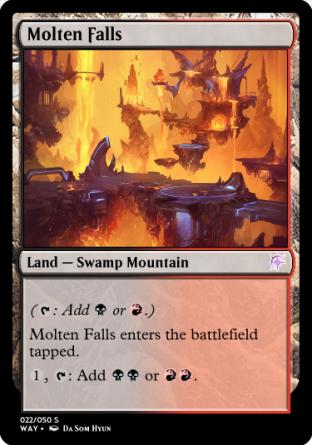 Molten Falls
Land — Swamp Mountain
( : Add or .)
Molten Falls enters the battlefield
tapped.
1 , : Add or .
022/050 S
WAY • Da Som Hyun